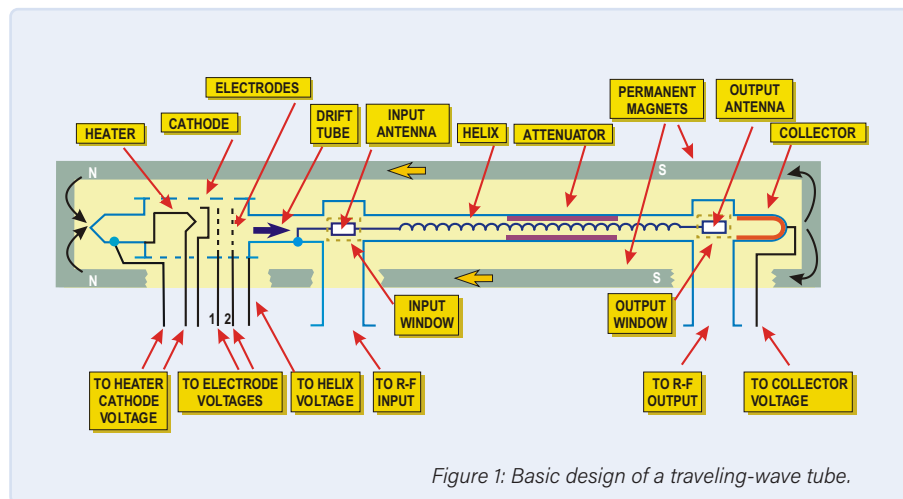 ELECTRODES
CATHODE
HEATER
DRIFT
TUBE
INPUT
ANTENNA
HELIX
ATTENUATOR
PERMANENT
MAGNETS
OUTPUT
ANTENNA
COLLECTOR
N
S
N
S
INPUT
WINDOW
OUTPUT
WINDOW
1 2
TO HEATER
CATHODE
VOLTAGE
TO ELECTRODE
VOLTAGES
TO HELIX
VOLTAGE
TO R-F
INPUT
TO R-F
OUTPUT
TO COLLECTOR
VOLTAGE
Figure 1: Basic design of a traveling-wave tube.